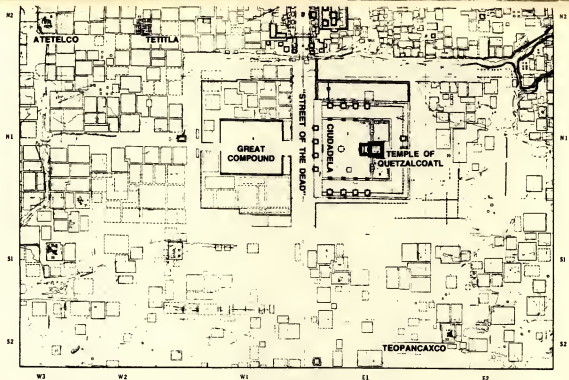 N2
N2
ATETELCO
TETITLA
"STREET OF THE DEAD"
N1
N1
GREAT
COMPOUND
CIUDADELA
TEMPLE OF
QUETZALCOATL
S1
S1
S2
S2
TEOPANCAXCO
W3
W2
W1
E1
E2